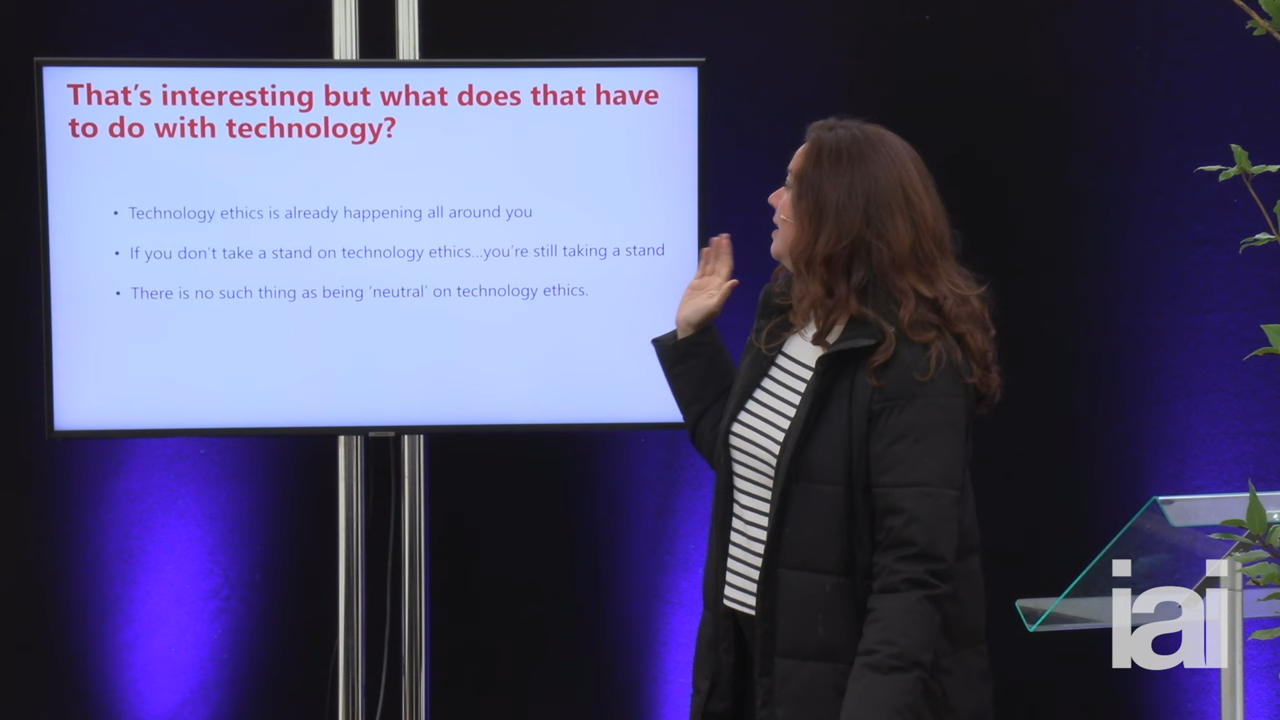 That's interesting but what does that have
to do with technology?
• Technology ethics is already happening all around you
• If you don't take a stand on technology ethics...you're still taking a stand
• There is no such thing as being 'neutral' on technology ethics.
iai